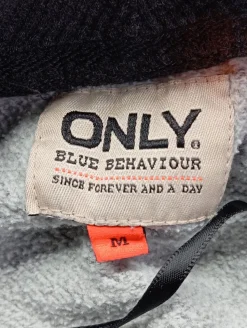 ONLY®
BLUE BEHAVIOUR
SINCE FOREVER AND A DAY
M